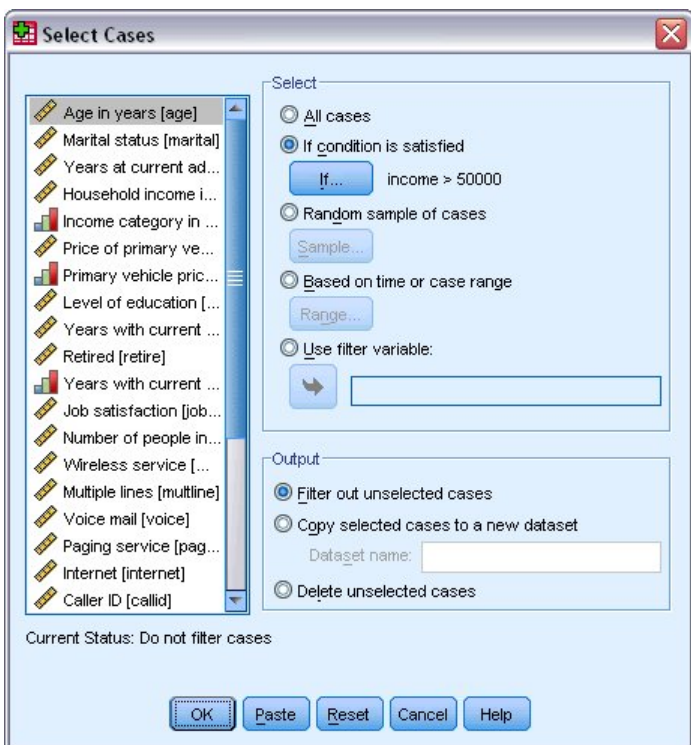 Select Cases
Age in years [age]
Marital status [marital]
Years at current ad...
Household income i...
Income category in ...
Price of primary ve...
Primary vehicle pric...
Level of education [...
Years with current ...
Retired [retire]
Years with current ...
Job satisfaction [job...
Number of people in...
Wireless service [...
Multiple lines [multline]
Voice mail [voice]
Paging service [pag...
Internet [internet]
Caller ID [callid]
Current Status: Do not filter cases
Select
All cases
If condition is satisfied
If... income > 50000
Random sample of cases
Sample...
Based on time or case range
Range...
Use filter variable:
Output
Filter out unselected cases
Copy selected cases to a new dataset
Dataset name:
Delete unselected cases
OK Paste Reset Cancel Help